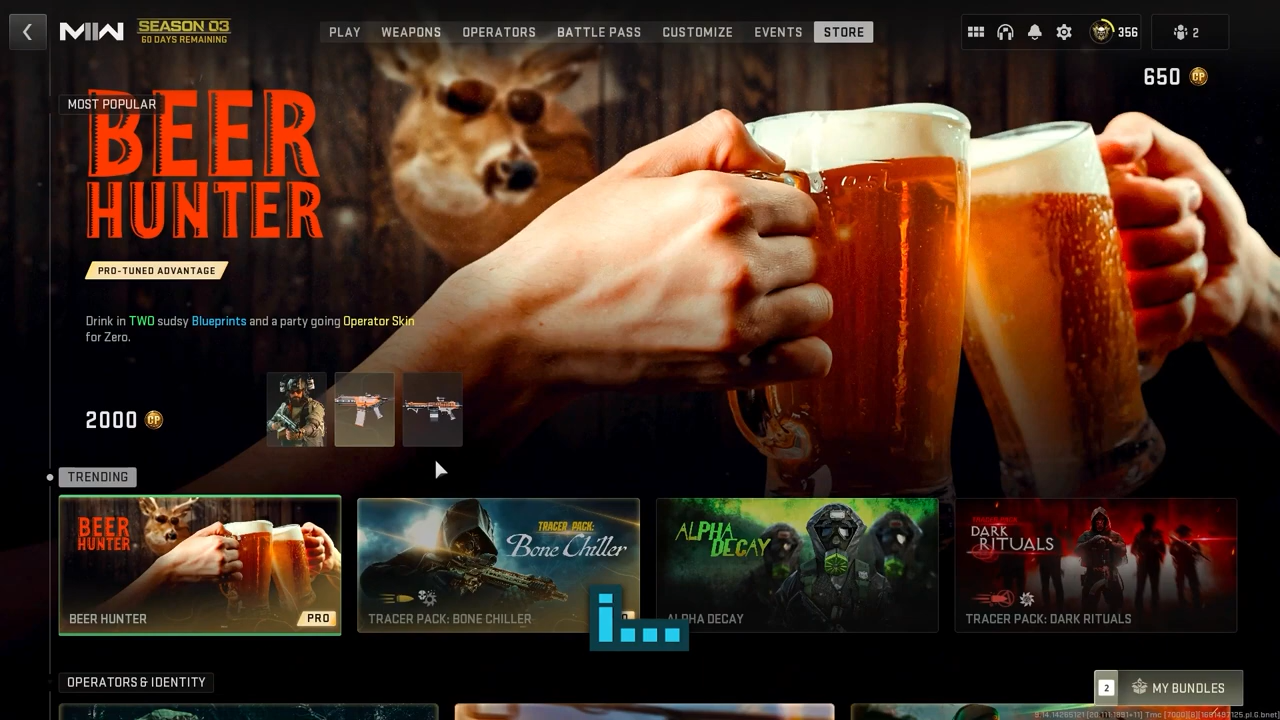 MWII
SEASON 03
60 DAYS REMAINING
PLAY WEAPONS OPERATORS BATTLE PASS CUSTOMIZE EVENTS STORE
356
2
650 CP
MOST POPULAR
BEER
HUNTER
PRO-TUNED ADVANTAGE
Drink in TWO sudsy Blueprints and a party going Operator Skin
for Zero.
2000 CP
TRENDING
BEER
HUNTER
BEER HUNTER
PRO
TRACER PACK:
Bone Chiller
TRACER PACK: BONE CHILLER
ALPHA
DECAY
ALPHA DECAY
DARK
RITUALS
TRACER PACK: DARK RITUALS
i...
OPERATORS & IDENTITY
2 MY BUNDLES